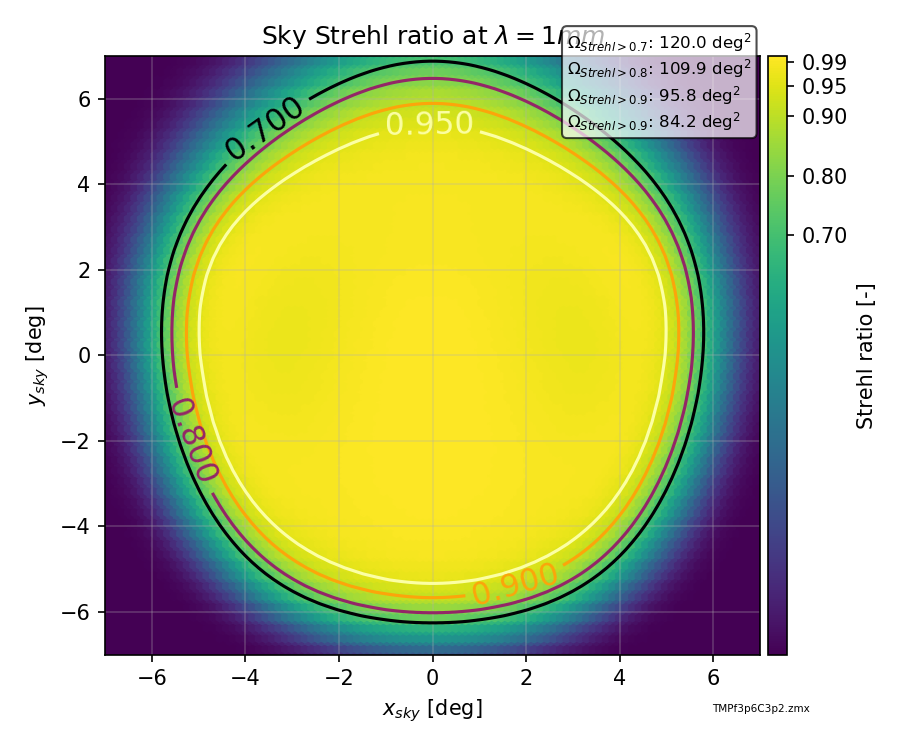 Sky Strehl ratio at λ = 1mm
Ω_{Strehl>0.7}: 120.0 deg²
Ω_{Strehl>0.8}: 109.9 deg²
Ω_{Strehl>0.9}: 95.8 deg²
Ω_{Strehl>0.9}: 84.2 deg²
0.99
0.95
0.90
0.80
0.70
Strehl ratio [-]
6
4
2
0
−2
−4
−6
y_{sky} [deg]
0.700
0.950
0.800
0.900
−6
−4
−2
0
2
4
6
x_{sky} [deg]
TMPf3p6C3p2.zmx